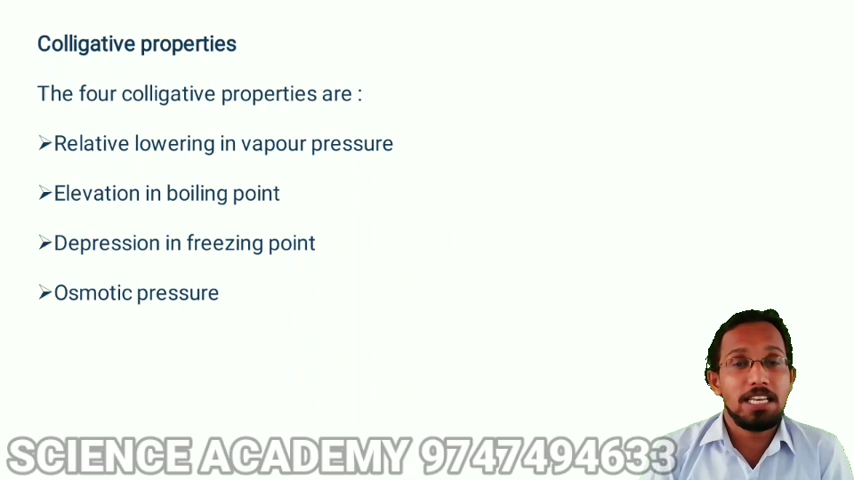 Colligative properties
The four colligative properties are :
➢Relative lowering in vapour pressure
➢Elevation in boiling point
➢Depression in freezing point
➢Osmotic pressure
SCIENCE ACADEMY 9747494633